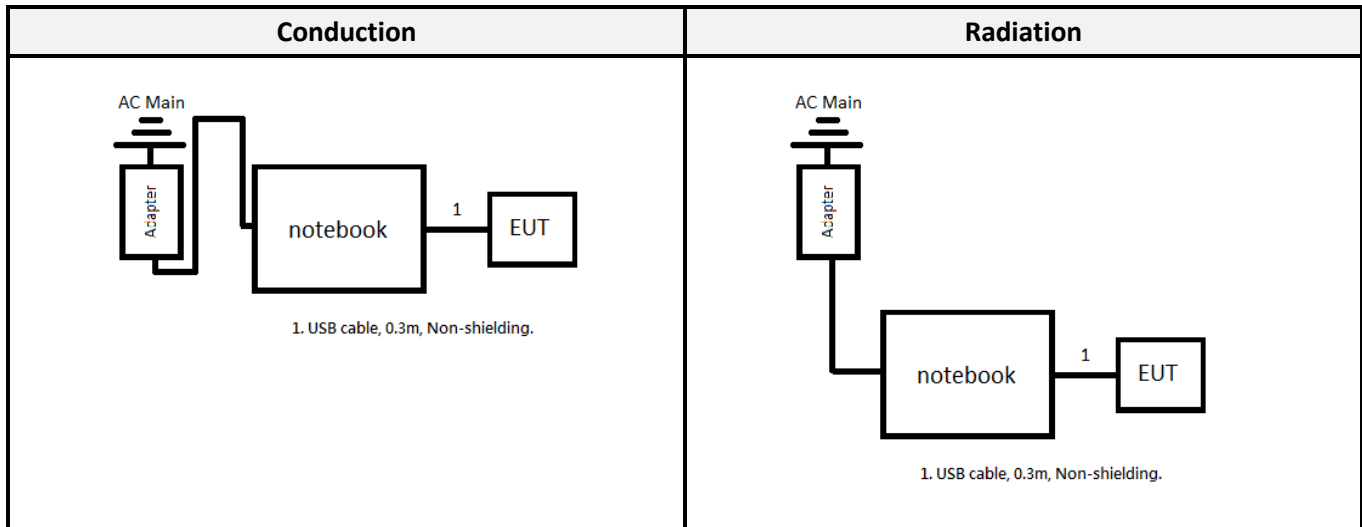 Conduction
Radiation
AC Main
Adapter
notebook
1
EUT
1. USB cable, 0.3m, Non-shielding.
AC Main
Adapter
notebook
1
EUT
1. USB cable, 0.3m, Non-shielding.